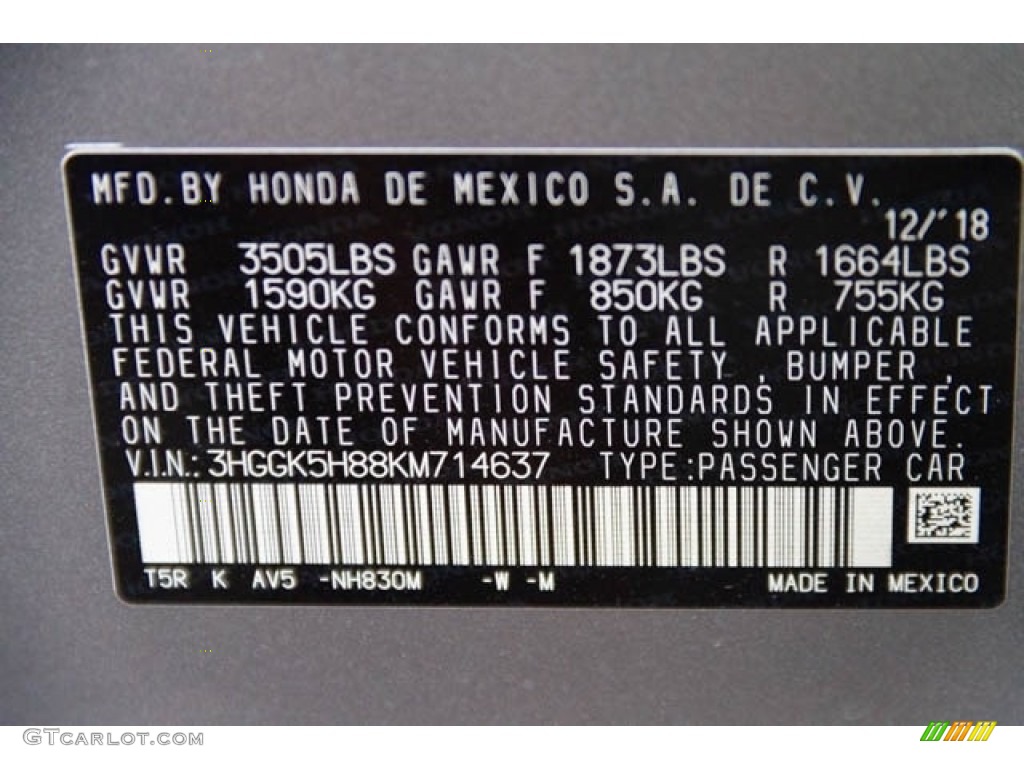 MFD.BY HONDA DE MEXICO S.A. DE C.V.
12/'18
GVWR 3505LBS GAWR F 1873LBS R 1664LBS
GVWR 1590KG GAWR F 850KG R 755KG
THIS VEHICLE CONFORMS TO ALL APPLICABLE
FEDERAL MOTOR VEHICLE SAFETY , BUMPER ,
AND THEFT PREVENTION STANDARDS IN EFFECT
ON THE DATE OF MANUFACTURE SHOWN ABOVE.
V.I.N.: 3HGGK5H88KM714637 TYPE:PASSENGER CAR
T5R K AV5 -NH830M -W -M MADE IN MEXICO
GTCARLOT.COM